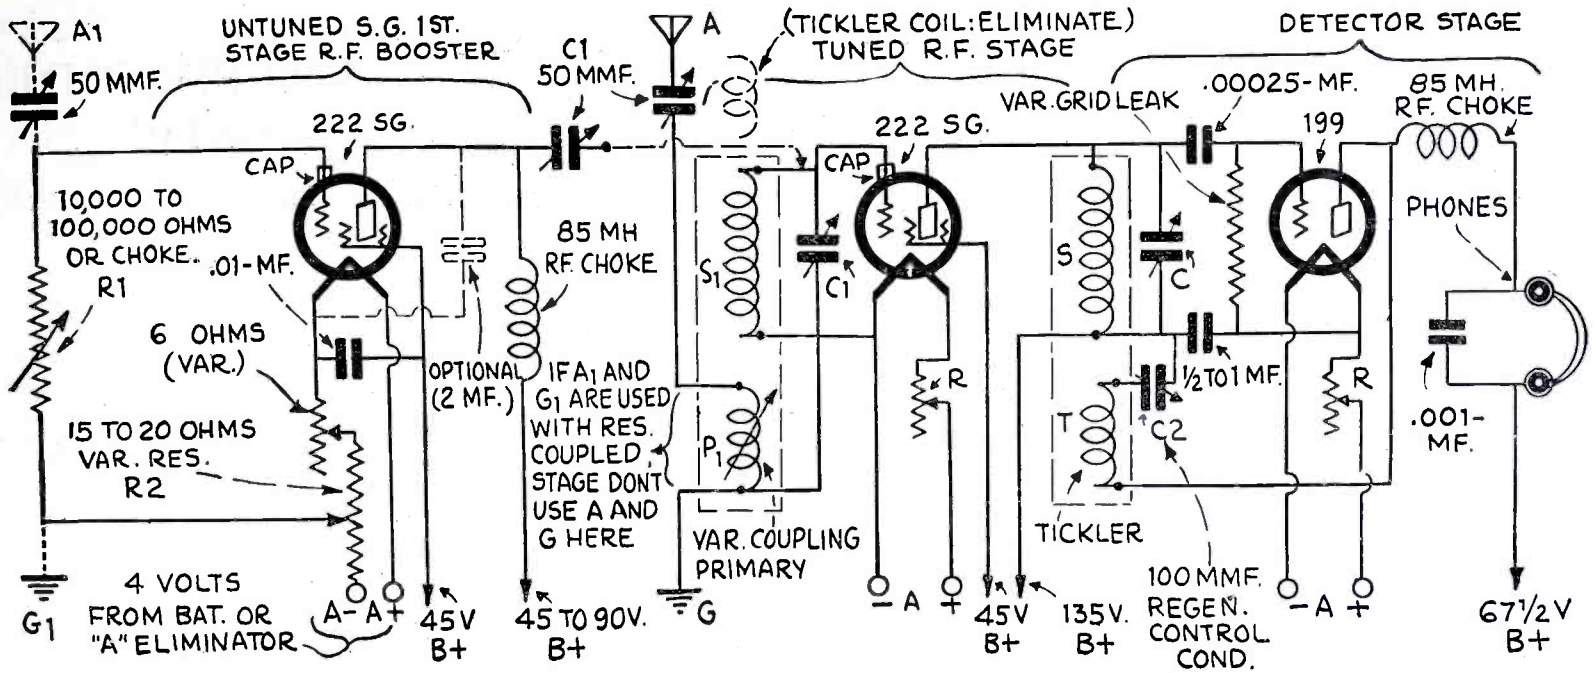 A1
50 MMF.
UNTUNED S.G. 1ST.
STAGE R.F. BOOSTER
222 SG.
CAP
10,000 TO
100,000 OHMS
OR CHOKE.
R1
.01-MF.
6 OHMS
(VAR.)
15 TO 20 OHMS
VAR. RES.
R2
G1
4 VOLTS
FROM BAT. OR
"A" ELIMINATOR
A- A+
45V
B+
OPTIONAL
(2 MF.)
85 MH
RF. CHOKE
45 TO 90V.
B+
C1
50MMF.
A
IF A1 AND
G1 ARE USED
WITH RES.
COUPLED
STAGE DONT
USE A AND
G HERE
G
(TICKLER COIL: ELIMINATE)
TUNED R.F. STAGE
222 SG.
CAP
S1
C1
P1
VAR. COUPLING
PRIMARY
R
- A +
45V
B+
135V.
B+
DETECTOR STAGE
VAR. GRID LEAK
.00025-MF.
199
85 MH.
RF. CHOKE
S
C
½ TO 1 MF.
T
C2
TICKLER
100 MMF.
REGEN.
CONTROL
COND.
R
- A +
PHONES
.001-
MF.
67½ V
B+